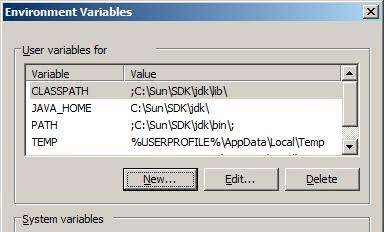 Environment Variables
User variables for
Variable Value
CLASSPATH ;C:\Sun\SDK\jdk\lib\
JAVA_HOME C:\Sun\SDK\jdk\
PATH ;C:\Sun\SDK\jdk\bin\;
TEMP %USERPROFILE%\AppData\Local\Temp
New... Edit... Delete
System variables